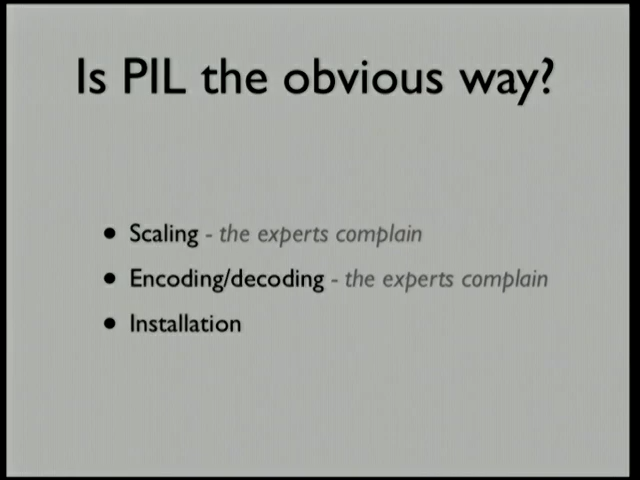 Is PIL the obvious way?
• Scaling - the experts complain
• Encoding/decoding - the experts complain
• Installation